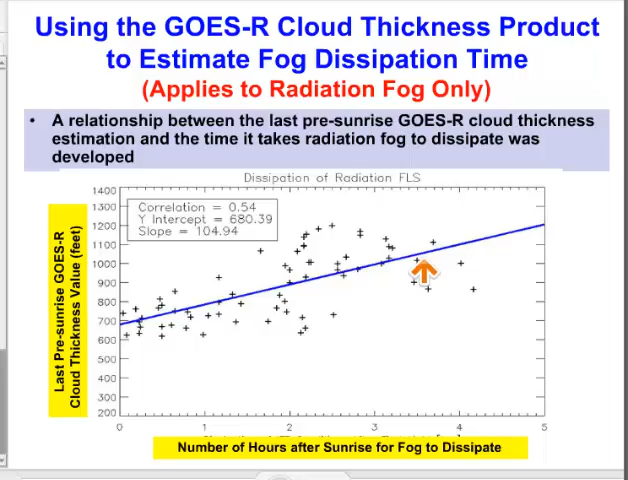 Using the GOES-R Cloud Thickness Product
to Estimate Fog Dissipation Time
(Applies to Radiation Fog Only)
• A relationship between the last pre-sunrise GOES-R cloud thickness
estimation and the time it takes radiation fog to dissipate was
developed
Dissipation of Radiation FLS
Correlation = 0.54
Y Intercept = 680.39
Slope = 104.94
Last Pre-sunrise GOES-R
Cloud Thickness Value (feet)
1400
1300
1200
1100
1000
900
800
700
600
500
400
300
200
0 1 2 3 4 5
Number of Hours after Sunrise for Fog to Dissipate